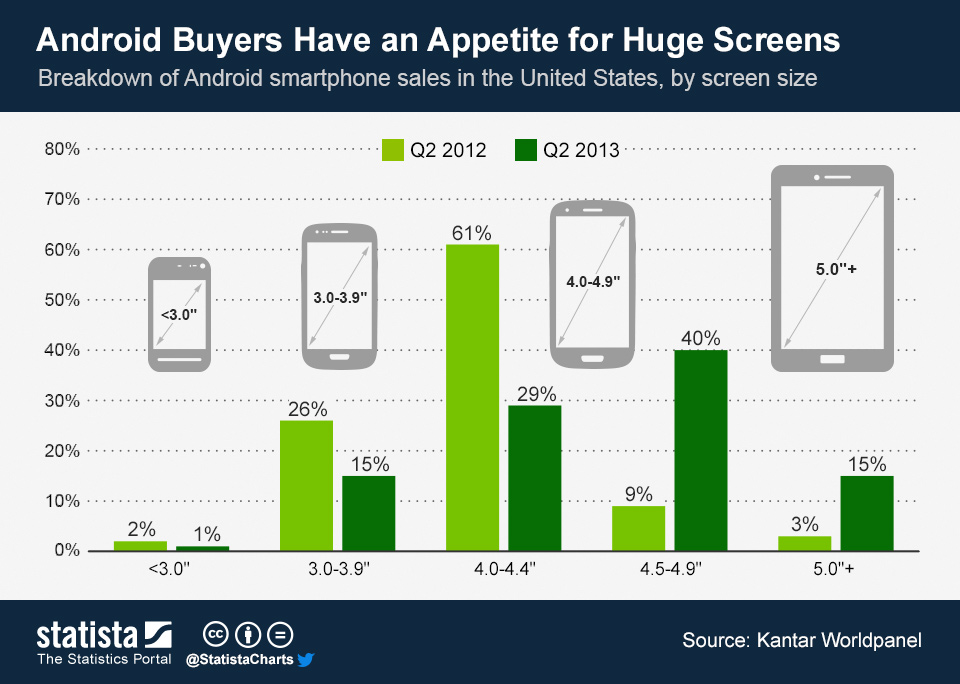 Android Buyers Have an Appetite for Huge Screens
Breakdown of Android smartphone sales in the United States, by screen size
80%
Q2 2012 Q2 2013
70%
60%
50%
40%
30%
20%
10%
0%
<3.0"
3.0-3.9"
4.0-4.9"
5.0"+
2% 1%
26% 15%
61% 29%
9% 40%
3% 15%
<3.0" 3.0-3.9" 4.0-4.4" 4.5-4.9" 5.0"+
statista
The Statistics Portal
cc
=
@StatistaCharts
Source: Kantar Worldpanel